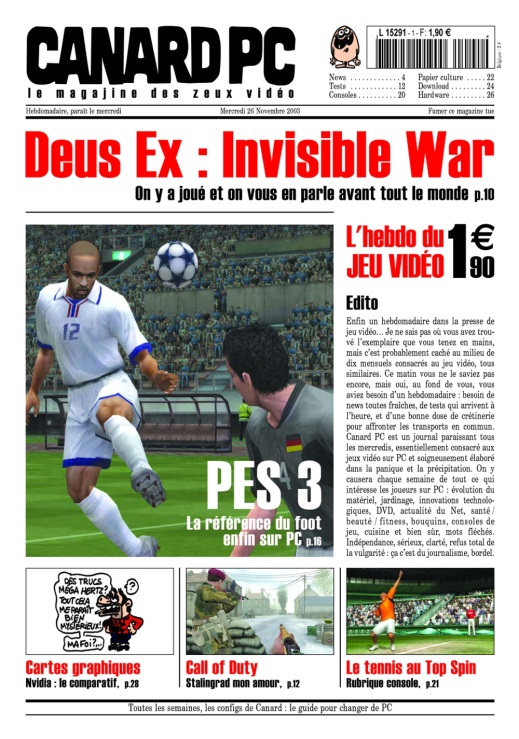 CANARD PC
le magajine des zeux vidéo
L 15291 - 1 - F: 1,90 €
Belgique : 2 €
News . . . . . . . . . . . . . 4
Tests . . . . . . . . . . . . 12
Consoles . . . . . . . . . . 20
Papier culture . . . . . 22
Download . . . . . . . . . 24
Hardware . . . . . . . . . 26
Hebdomadaire, paraît le mercredi
Mercredi 26 Novembre 2003
Fumer ce magazine tue
Deus Ex : Invisible War
On y a joué et on vous en parle avant tout le monde p.10
L'hebdo du
JEU VIDÉO
1€90
12
4
PES 3
La référence du foot
enfin sur PC p.16
Edito
Enfin un hebdomadaire dans la presse de
jeu vidéo… Je ne sais pas où vous avez trou-
vé l'exemplaire que vous tenez en mains,
mais c'est probablement caché au milieu de
dix mensuels consacrés au jeu vidéo, tous
similaires. Ce matin vous ne le saviez pas
encore, mais oui, au fond de vous, vous
aviez besoin d'un hebdomadaire : besoin de
news toutes fraîches, de tests qui arrivent à
l'heure, et d'une bonne dose de crétinerie
pour affronter les transports en commun.
Canard PC est un journal paraissant tous
les mercredis, essentiellement consacré aux
jeux vidéo sur PC et soigneusement élaboré
dans la panique et la précipitation. On y
causera chaque semaine de tout ce qui
intéresse les joueurs sur PC : évolution du
matériel, jardinage, innovations technolo-
giques, DVD, actualité du Net, santé /
beauté / fitness, bouquins, consoles de
jeu, cuisine et bien sûr, mots fléchés.
Indépendance, sérieux, clarté, refus total de
la vulgarité : ça c'est du journalisme, bordel.
DES TRUCS
MEGA HERTZ?
TOUT CELA
ME PARAÎT
BIEN
MYSTÉRIEUX!
MA FOI?...
Cartes graphiques
Nvidia : le comparatif, p.28
Call of Duty
Stalingrad mon amour, p.12
Le tennis au Top Spin
Rubrique console, p.21
Toutes les semaines, les configs de Canard : le guide pour changer de PC